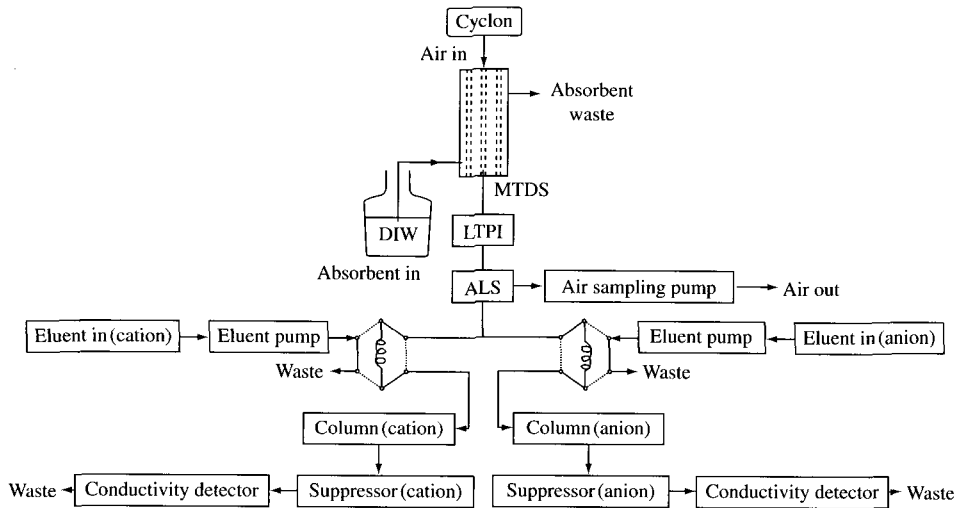 Cyclon
Air in
Absorbent
waste
MTDS
DIW
LTPI
Absorbent in
ALS
Air sampling pump
Air out
Eluent in (cation)
Eluent pump
Eluent pump
Eluent in (anion)
Waste
Waste
Column (cation)
Column (anion)
Waste
Conductivity detector
Suppressor (cation)
Suppressor (anion)
Conductivity detector
Waste